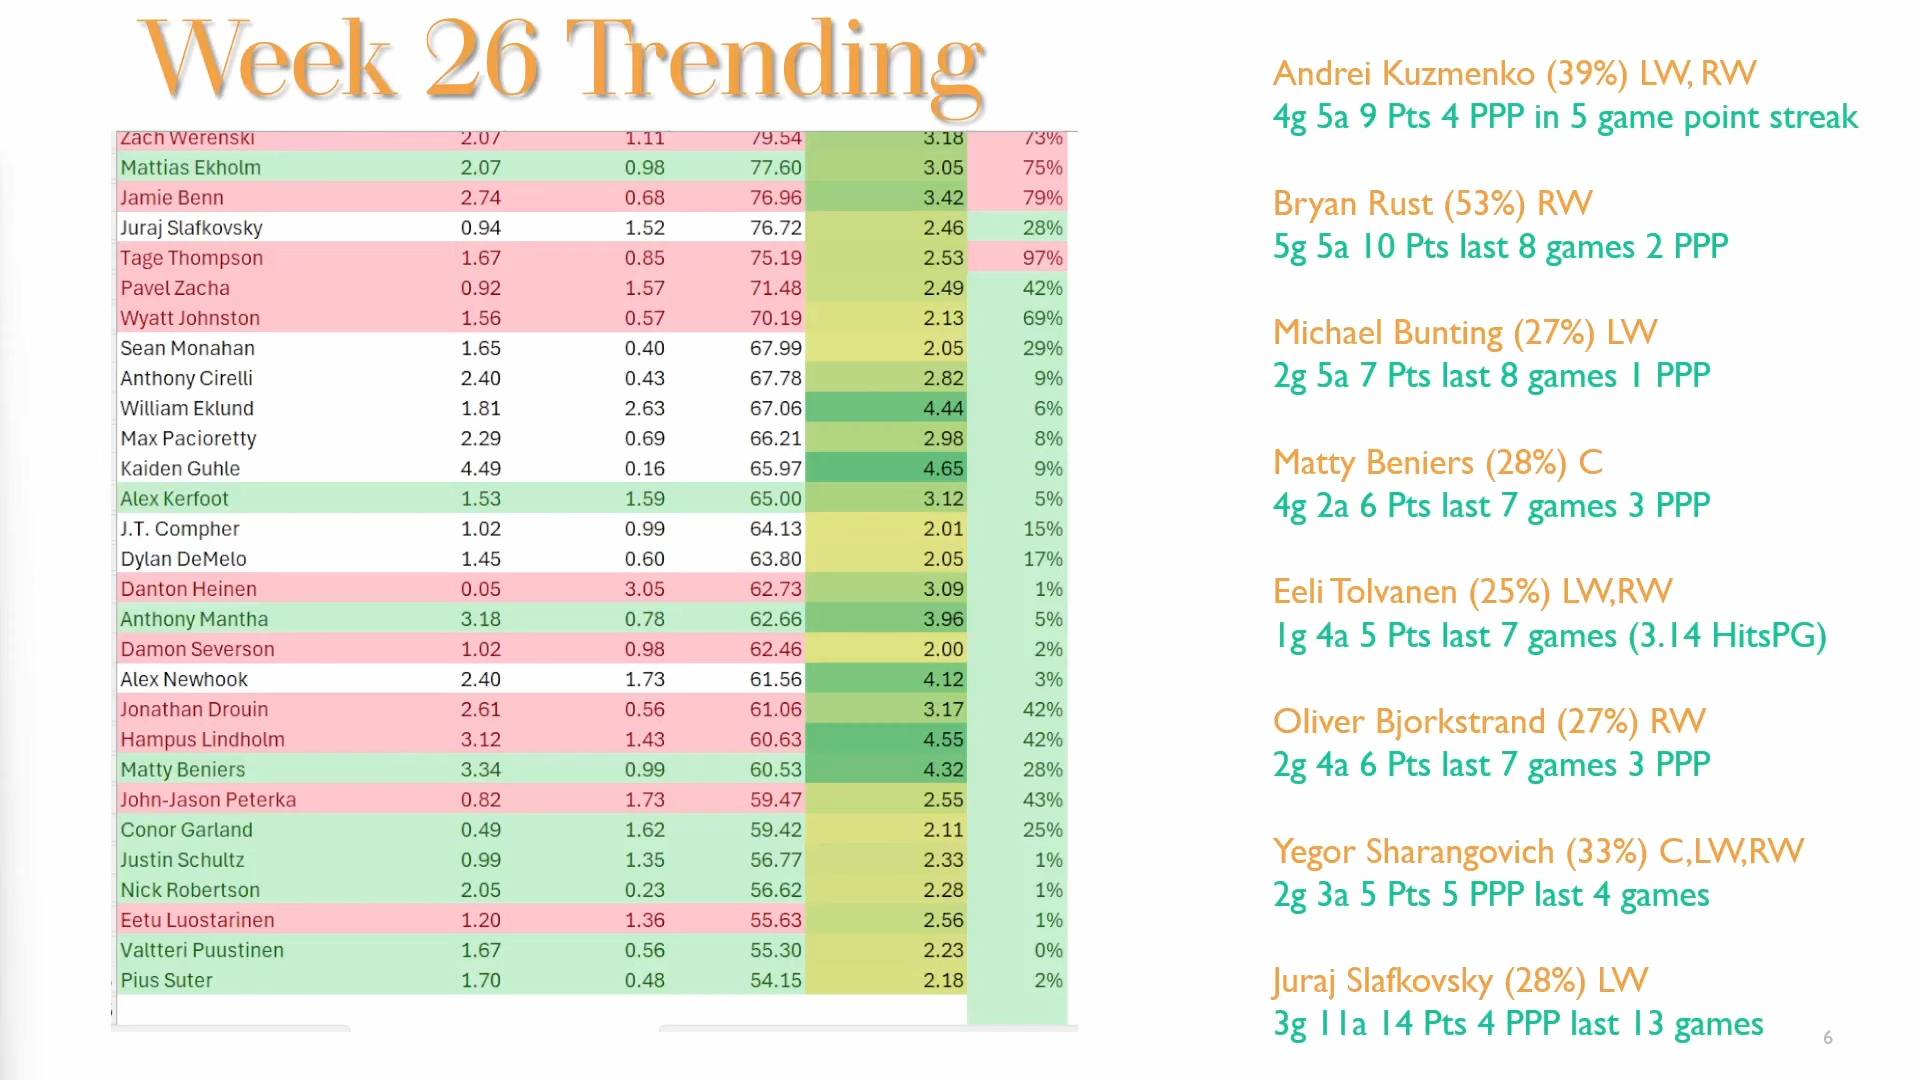 Week 26 Trending
Zach Werenski 2.07 1.11 79.54 3.18 73%
Mattias Ekholm 2.07 0.98 77.60 3.05 75%
Jamie Benn 2.74 0.68 76.96 3.42 79%
Juraj Slafkovsky 0.94 1.52 76.72 2.46 28%
Tage Thompson 1.67 0.85 75.19 2.53 97%
Pavel Zacha 0.92 1.57 71.48 2.49 42%
Wyatt Johnston 1.56 0.57 70.19 2.13 69%
Sean Monahan 1.65 0.40 67.99 2.05 29%
Anthony Cirelli 2.40 0.43 67.78 2.82 9%
William Eklund 1.81 2.63 67.06 4.44 6%
Max Pacioretty 2.29 0.69 66.21 2.98 8%
Kaiden Guhle 4.49 0.16 65.97 4.65 9%
Alex Kerfoot 1.53 1.59 65.00 3.12 5%
J.T. Compher 1.02 0.99 64.13 2.01 15%
Dylan DeMelo 1.45 0.60 63.80 2.05 17%
Danton Heinen 0.05 3.05 62.73 3.09 1%
Anthony Mantha 3.18 0.78 62.66 3.96 5%
Damon Severson 1.02 0.98 62.46 2.00 2%
Alex Newhook 2.40 1.73 61.56 4.12 3%
Jonathan Drouin 2.61 0.56 61.06 3.17 42%
Hampus Lindholm 3.12 1.43 60.63 4.55 42%
Matty Beniers 3.34 0.99 60.53 4.32 28%
John-Jason Peterka 0.82 1.73 59.47 2.55 43%
Conor Garland 0.49 1.62 59.42 2.11 25%
Justin Schultz 0.99 1.35 56.77 2.33 1%
Nick Robertson 2.05 0.23 56.62 2.28 1%
Eetu Luostarinen 1.20 1.36 55.63 2.56 1%
Valtteri Puustinen 1.67 0.56 55.30 2.23 0%
Pius Suter 1.70 0.48 54.15 2.18 2%
Andrei Kuzmenko (39%) LW, RW
4g 5a 9 Pts 4 PPP in 5 game point streak
Bryan Rust (53%) RW
5g 5a 10 Pts last 8 games 2 PPP
Michael Bunting (27%) LW
2g 5a 7 Pts last 8 games 1 PPP
Matty Beniers (28%) C
4g 2a 6 Pts last 7 games 3 PPP
Eeli Tolvanen (25%) LW,RW
1g 4a 5 Pts last 7 games (3.14 HitsPG)
Oliver Bjorkstrand (27%) RW
2g 4a 6 Pts last 7 games 3 PPP
Yegor Sharangovich (33%) C,LW,RW
2g 3a 5 Pts 5 PPP last 4 games
Juraj Slafkovsky (28%) LW
3g 11a 14 Pts 4 PPP last 13 games
6